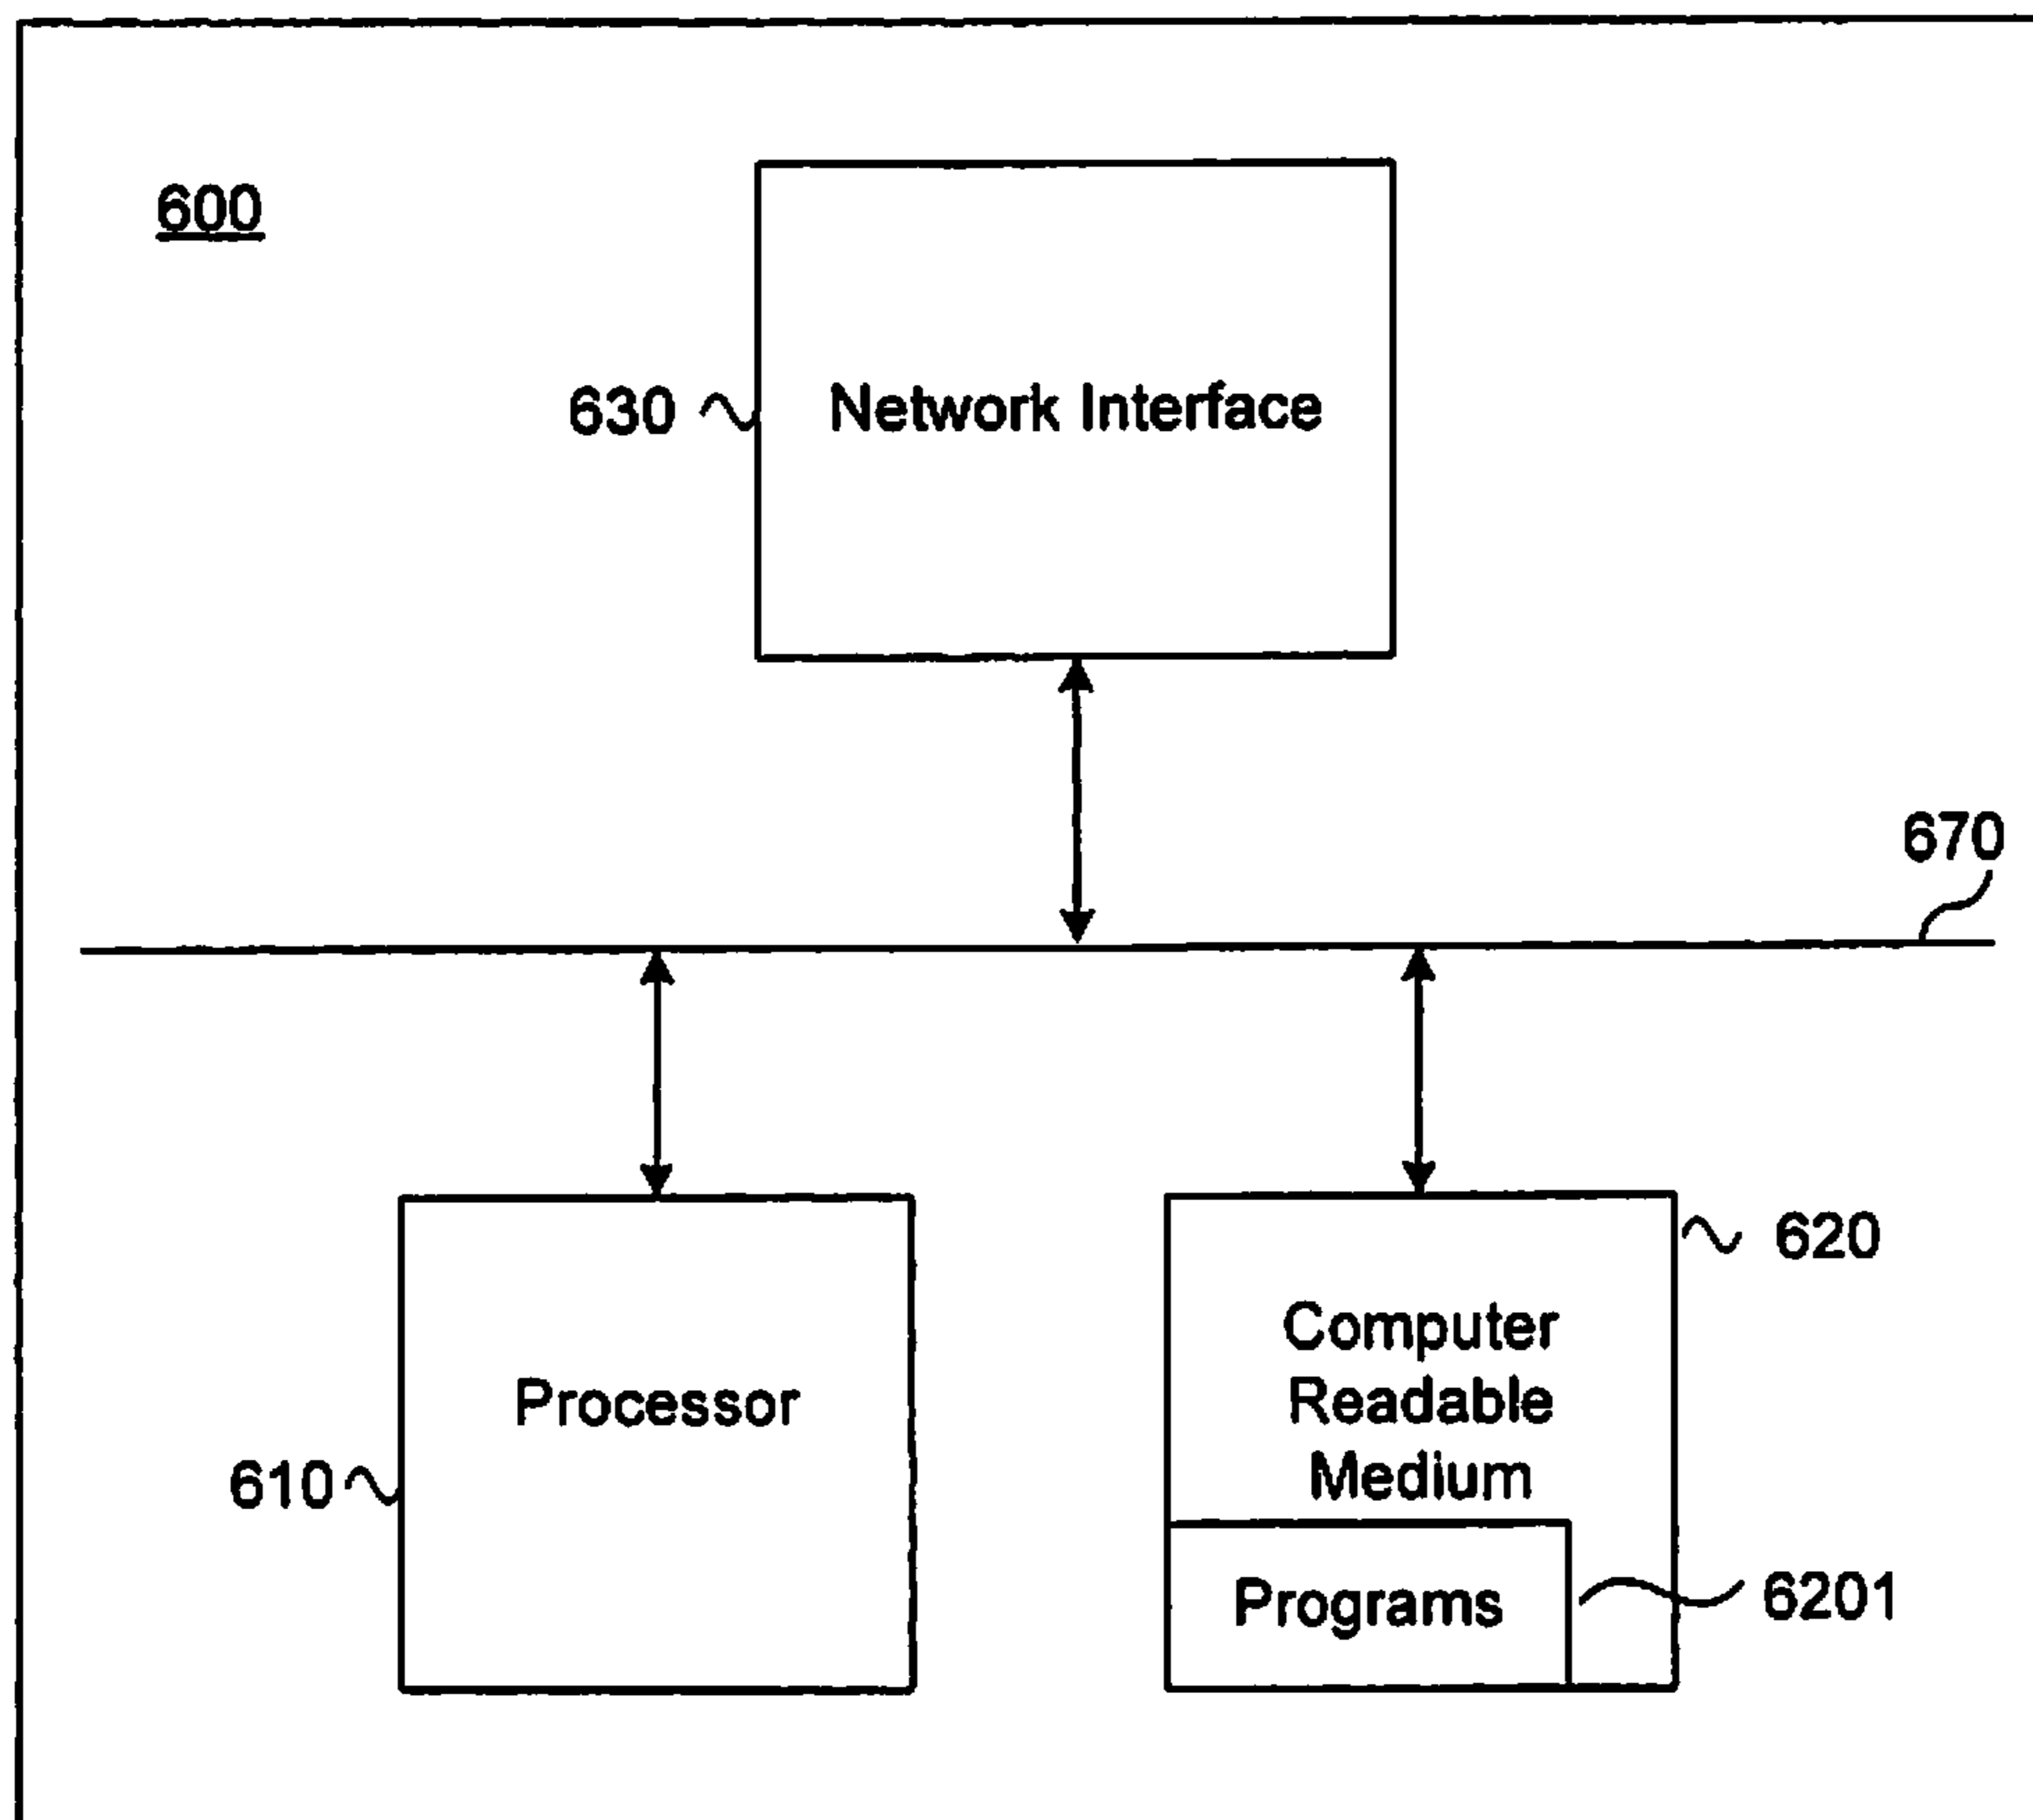 600
630
Network Interface
670
620
Computer
Readable
Medium
Processor
610
Programs
6201